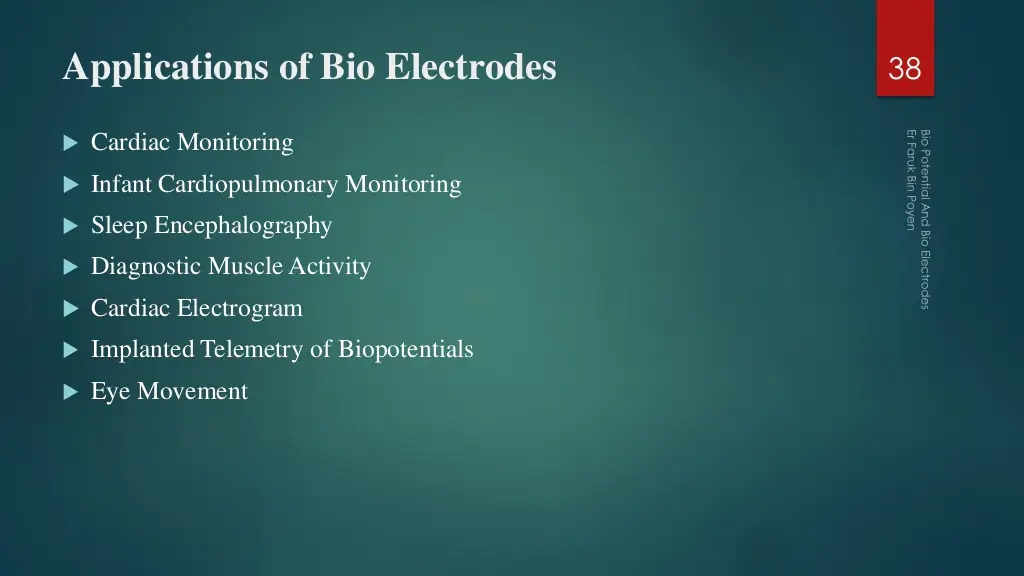 Applications of Bio Electrodes
38
Cardiac Monitoring
Infant Cardiopulmonary Monitoring
Sleep Encephalography
Diagnostic Muscle Activity
Cardiac Electrogram
Implanted Telemetry of Biopotentials
Eye Movement
Bio Potential And Bio Electrodes
Er Faruk Bin Poyen